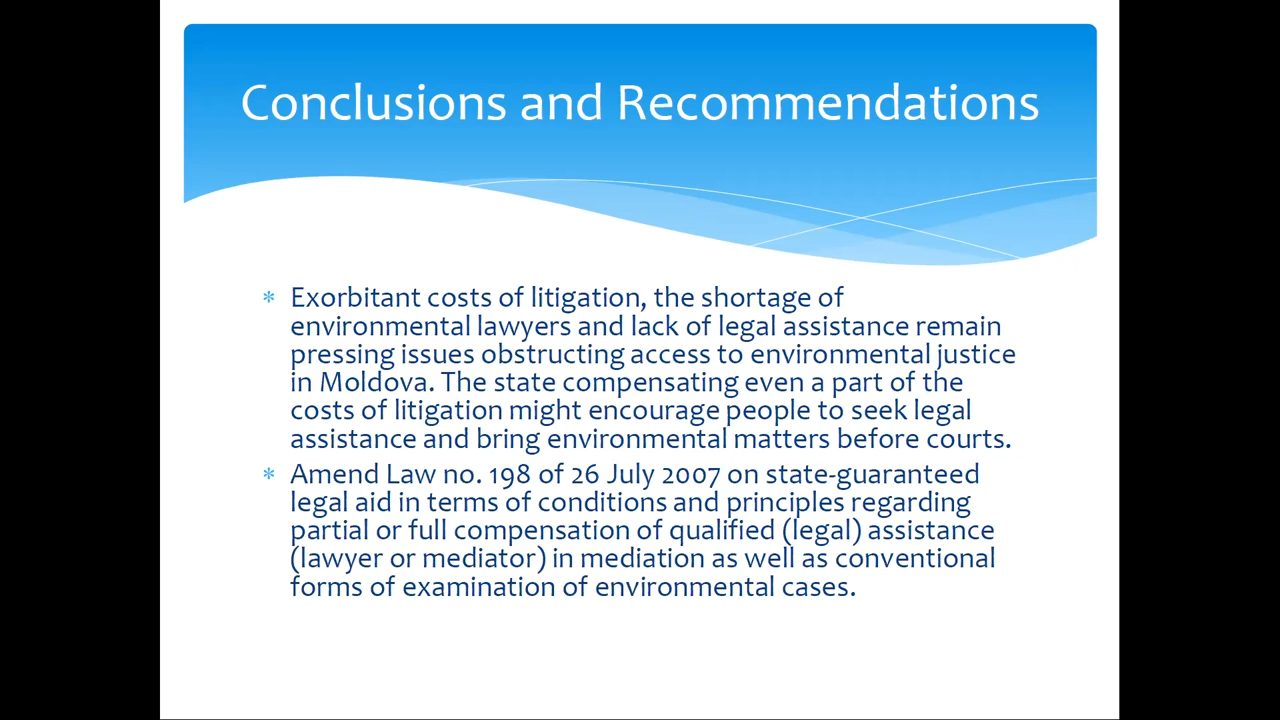 Conclusions and Recommendations
* Exorbitant costs of litigation, the shortage of
environmental lawyers and lack of legal assistance remain
pressing issues obstructing access to environmental justice
in Moldova. The state compensating even a part of the
costs of litigation might encourage people to seek legal
assistance and bring environmental matters before courts.
* Amend Law no. 198 of 26 July 2007 on state-guaranteed
legal aid in terms of conditions and principles regarding
partial or full compensation of qualified (legal) assistance
(lawyer or mediator) in mediation as well as conventional
forms of examination of environmental cases.